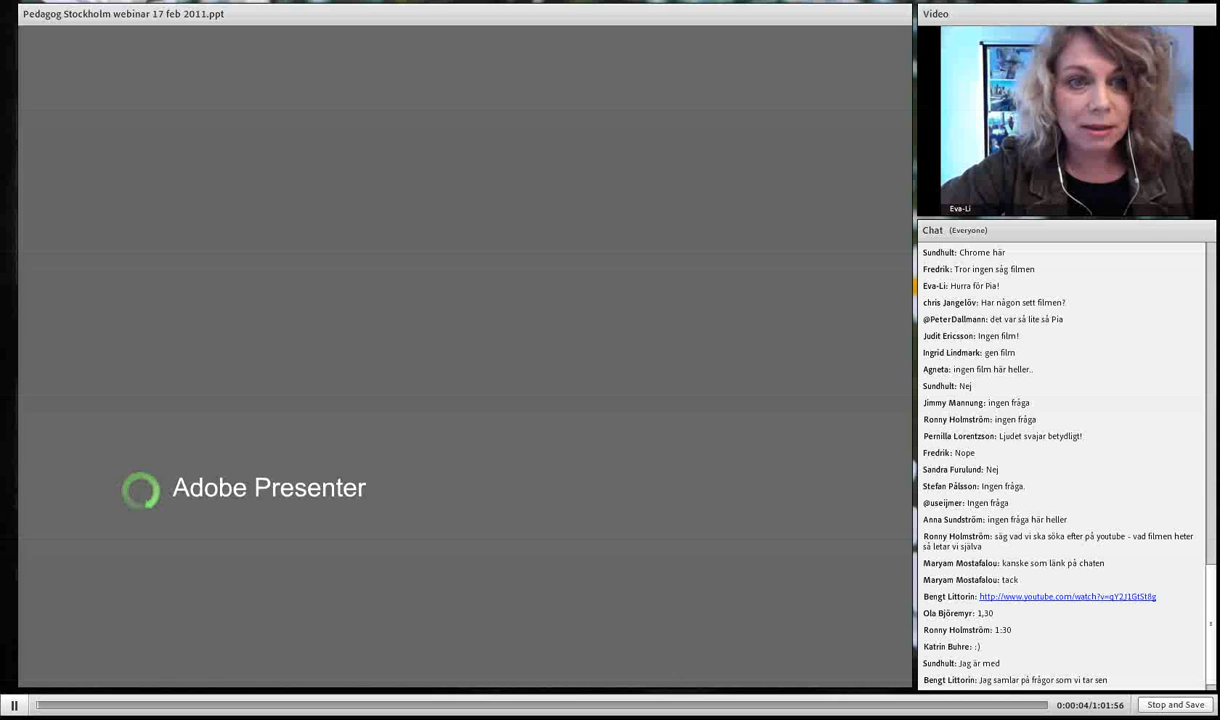 Pedagog Stockholm webinar 17 feb 2011.ppt
Adobe Presenter
Video
Eva-Li
Chat (Everyone)
Sundhult: Chrome här
Fredrik: Tror ingen såg filmen
Eva-Li: Hurra för Pia!
chris Jangelöv: Har någon sett filmen?
@PeterDallmann: det var så lite så Pia
Judit Ericsson: Ingen film!
Ingrid Lindmark: gen film
Agneta: ingen film här heller..
Sundhult: Nej
Jimmy Mannung: ingen fråga
Ronny Holmström: ingen fråga
Pernilla Lorentzson: Ljudet svajar betydligt!
Fredrik: Nope
Sandra Furulund: Nej
Stefan Pålsson: Ingen fråga.
@useijmer: Ingen fråga
Anna Sundström: ingen fråga här heller
Ronny Holmström: säg vad vi ska söka efter på youtube - vad filmen heter
så letar vi själva
Maryam Mostafalou: kanske som länk på chaten
Maryam Mostafalou: tack
Bengt Littorin: http://www.youtube.com/watch?v=qY2J1GtSt8g
Ola Björemyr: 1,30
Ronny Holmström: 1:30
Katrin Buhre: :)
Sundhult: Jag är med
Bengt Littorin: Jag samlar på frågor som vi tar sen
0:00:04/1:01:56
Stop and Save